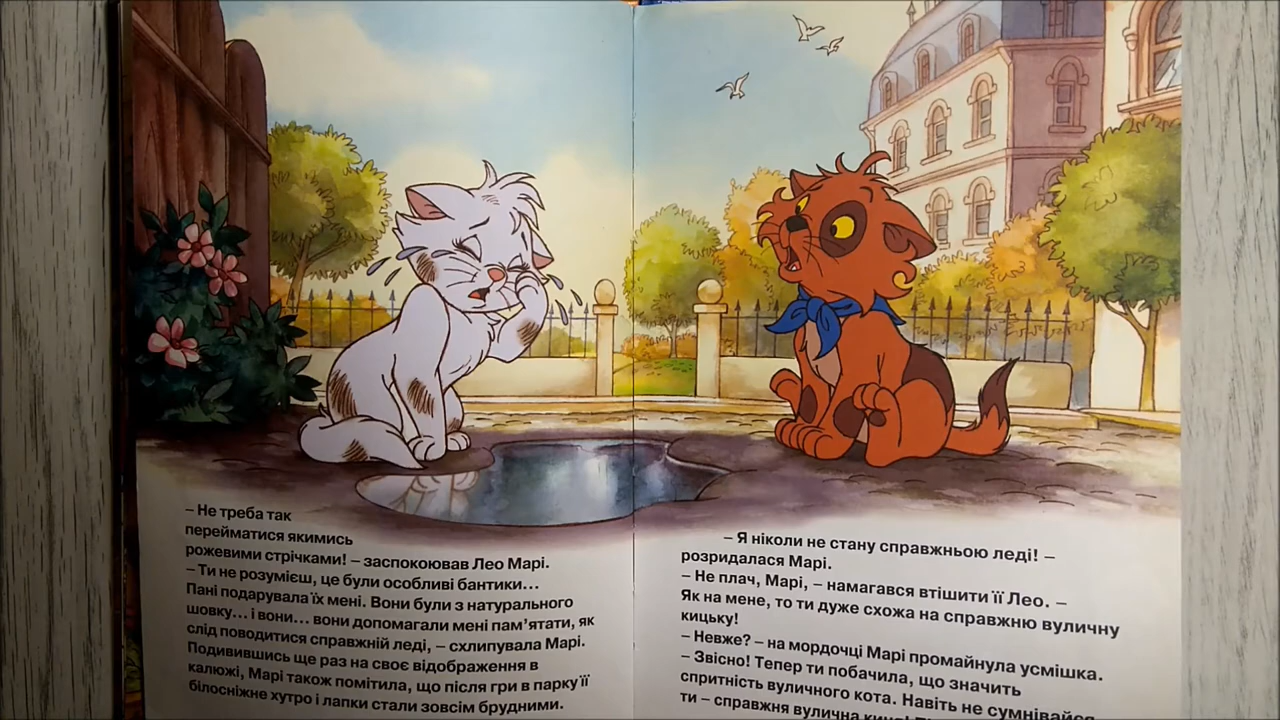 – Не треба так
перейматися якимись
рожевими стрічками! – заспокоював Лео Марі.
– Ти не розумієш, це були особливі бантики...
Пані подарувала їх мені. Вони були з натурального
шовку... і вони... вони допомагали мені пам’ятати, як
слід поводитися справжній леді, – схлипувала Марі.
Подивившись ще раз на своє відображення в
калюжі, Марі також помітила, що після гри в парку її
білосніжне хутро і лапки стали зовсім брудними.
– Я ніколи не стану справжньою леді! –
розридалася Марі.
– Не плач, Марі, – намагався втішити її Лео. –
Як на мене, то ти дуже схожа на справжню вуличну
кицьку!
– Невже? – на мордочці Марі промайнула усмішка.
– Звісно! Тепер ти побачила, що значить
спритність вуличного кота. Навіть не сумнівайся,
ти – справжня вулична